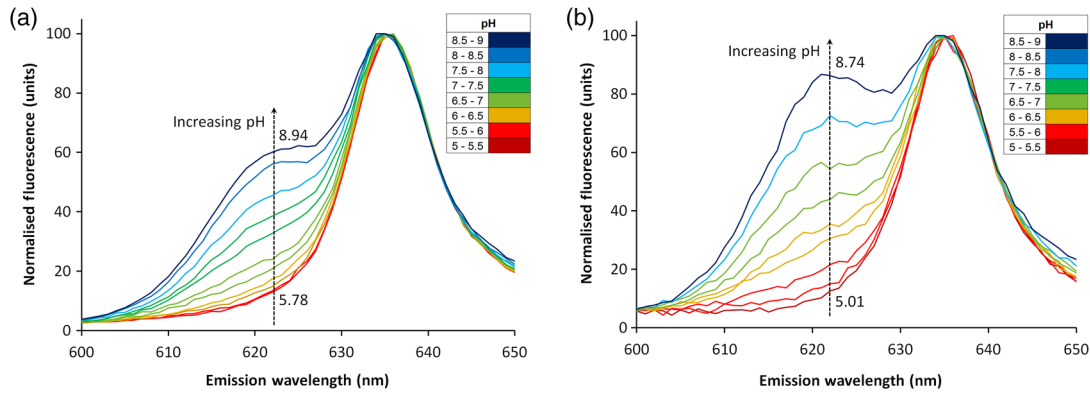 (a)
100
80
60
40
20
0
Normalised fluorescence (units)
600
610
620
630
640
650
Emission wavelength (nm)
Increasing pH
8.94
5.78
pH
8.5 - 9
8 - 8.5
7.5 - 8
7 - 7.5
6.5 - 7
6 - 6.5
5.5 - 6
5 - 5.5
(b)
100
80
60
40
20
0
Normalised fluorescence (units)
600
610
620
630
640
650
Emission wavelength (nm)
Increasing pH
8.74
5.01
pH
8.5 - 9
8 - 8.5
7.5 - 8
7 - 7.5
6.5 - 7
6 - 6.5
5.5 - 6
5 - 5.5